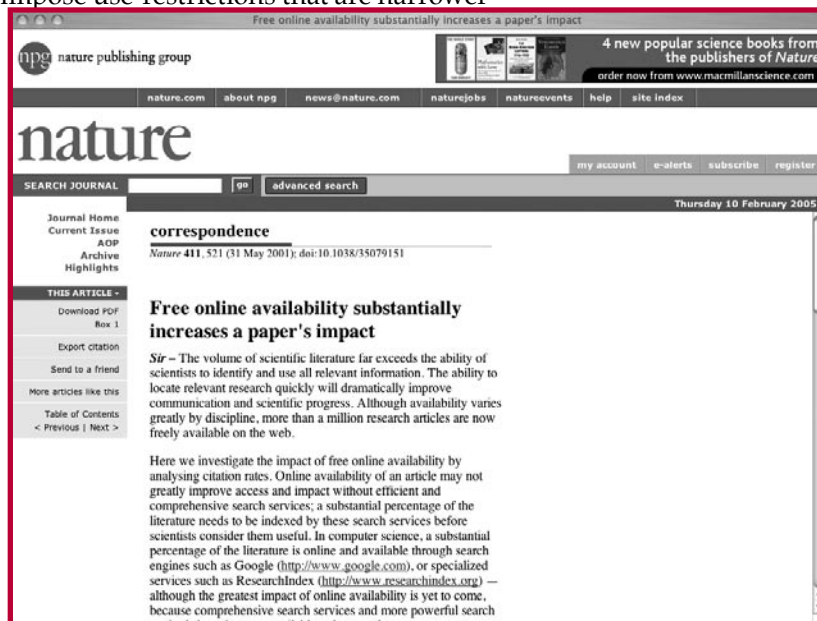 impose use-restrictions that are narrower
Free online availability substantially increases a paper's impact
npg nature publishing group
4 new popular science books from
the publishers of Nature
order now from www.macmillanscience.com
nature.com about npg news@nature.com naturejobs natureevents help site index
nature
my account e-alerts subscribe register
SEARCH JOURNAL go advanced search
Thursday 10 February 2005
Journal Home
Current Issue
AOP
Archive
Highlights
THIS ARTICLE
Download PDF
Box 1
Export citation
Send to a friend
More articles like this
Table of Contents
< Previous | Next >
correspondence
Nature 411, 521 (31 May 2001); doi:10.1038/35079151
Free online availability substantially
increases a paper's impact
Sir – The volume of scientific literature far exceeds the ability of
scientists to identify and use all relevant information. The ability to
locate relevant research quickly will dramatically improve
communication and scientific progress. Although availability varies
greatly by discipline, more than a million research articles are now
freely available on the web.
Here we investigate the impact of free online availability by
analysing citation rates. Online availability of an article may not
greatly improve access and impact without efficient and
comprehensive search services; a substantial percentage of the
literature needs to be indexed by these search services before
scientists consider them useful. In computer science, a substantial
percentage of the literature is online and available through search
engines such as Google (http://www.google.com), or specialized
services such as ResearchIndex (http://www.researchindex.org) —
although the greatest impact of online availability is yet to come,
because comprehensive search services and more powerful search